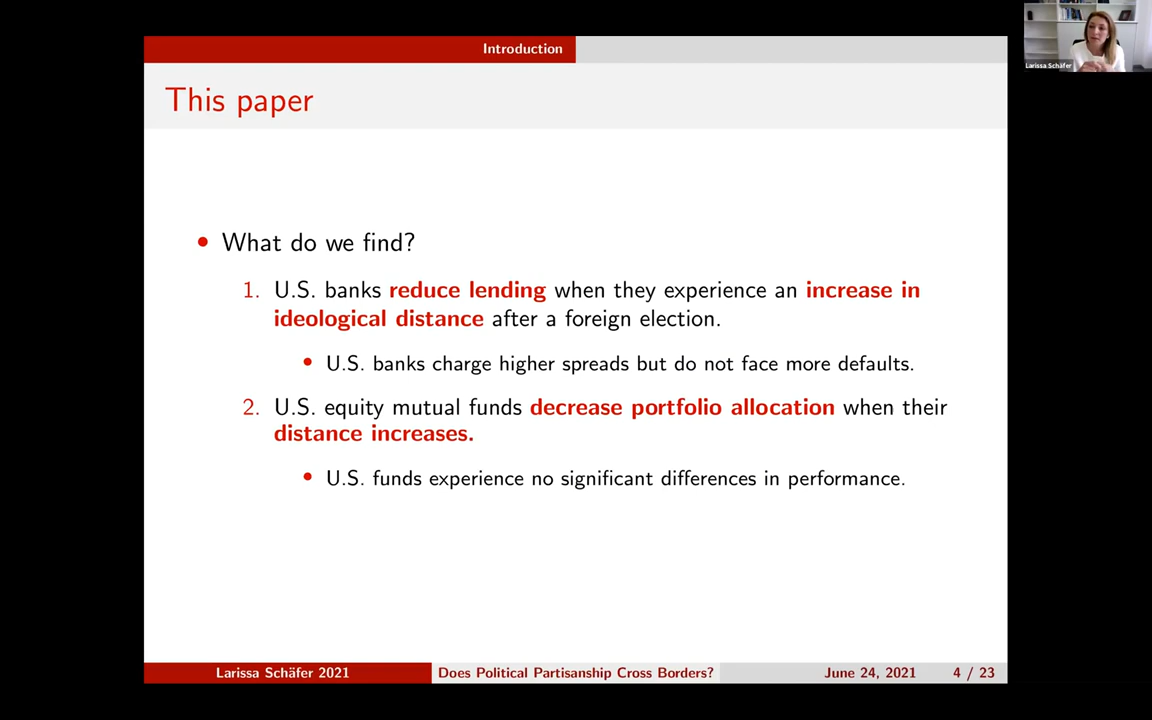 Larissa Schäfer
Introduction
This paper
• What do we find?
1. U.S. banks reduce lending when they experience an increase in
ideological distance after a foreign election.
• U.S. banks charge higher spreads but do not face more defaults.
2. U.S. equity mutual funds decrease portfolio allocation when their
distance increases.
• U.S. funds experience no significant differences in performance.
Larissa Schäfer 2021 Does Political Partisanship Cross Borders? June 24, 2021 4 / 23